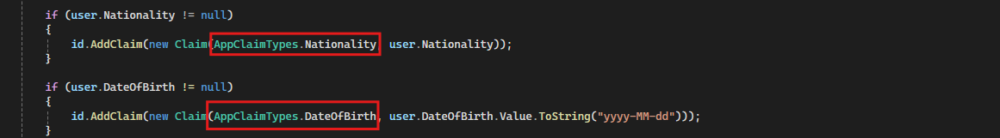 if (user.Nationality != null)
{
id.AddClaim(new Claim(AppClaimTypes.Nationality, user.Nationality));
}
if (user.DateOfBirth != null)
{
id.AddClaim(new Claim(AppClaimTypes.DateOfBirth, user.DateOfBirth.Value.ToString("yyyy-MM-dd")));
}